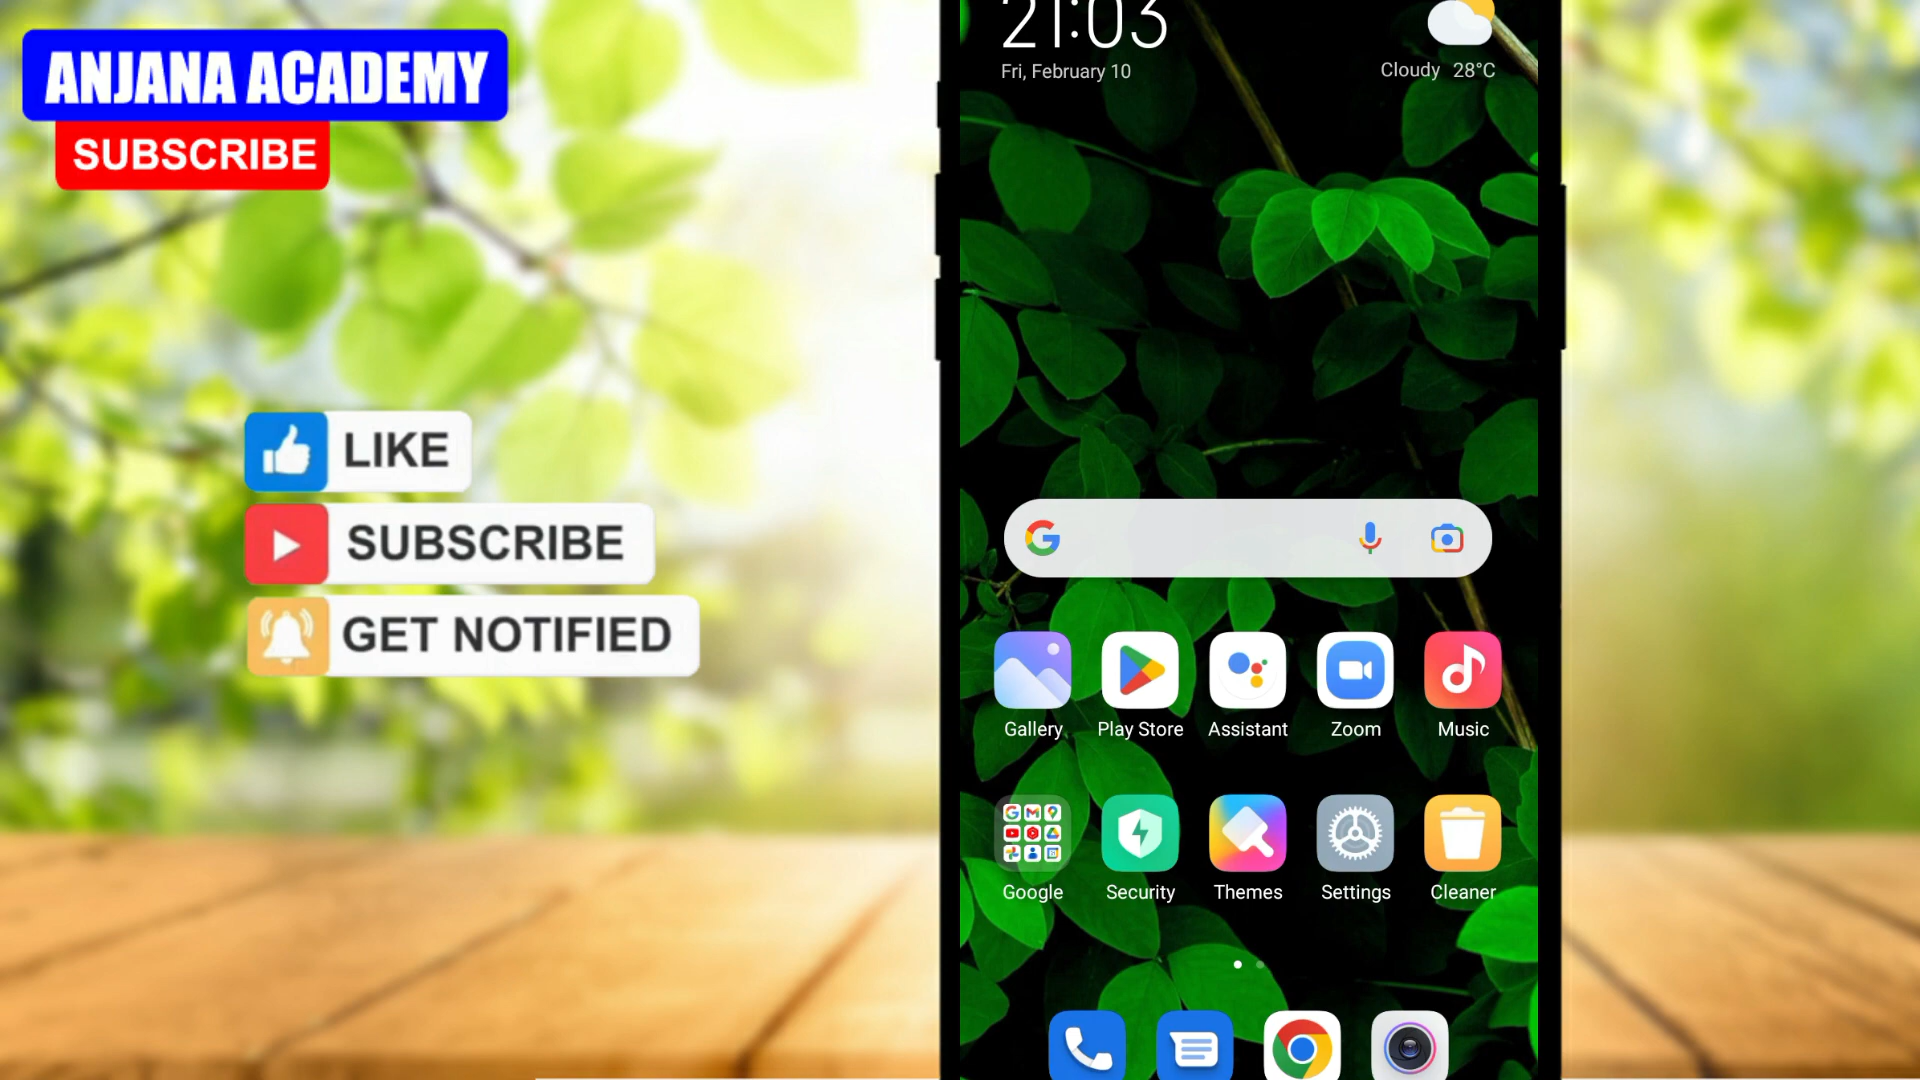 ANJANA ACADEMY
SUBSCRIBE
LIKE
SUBSCRIBE
GET NOTIFIED
21:03
Fri, February 10
Cloudy 28°C
Gallery
Play Store
Assistant
Zoom
Music
Google
Security
Themes
Settings
Cleaner